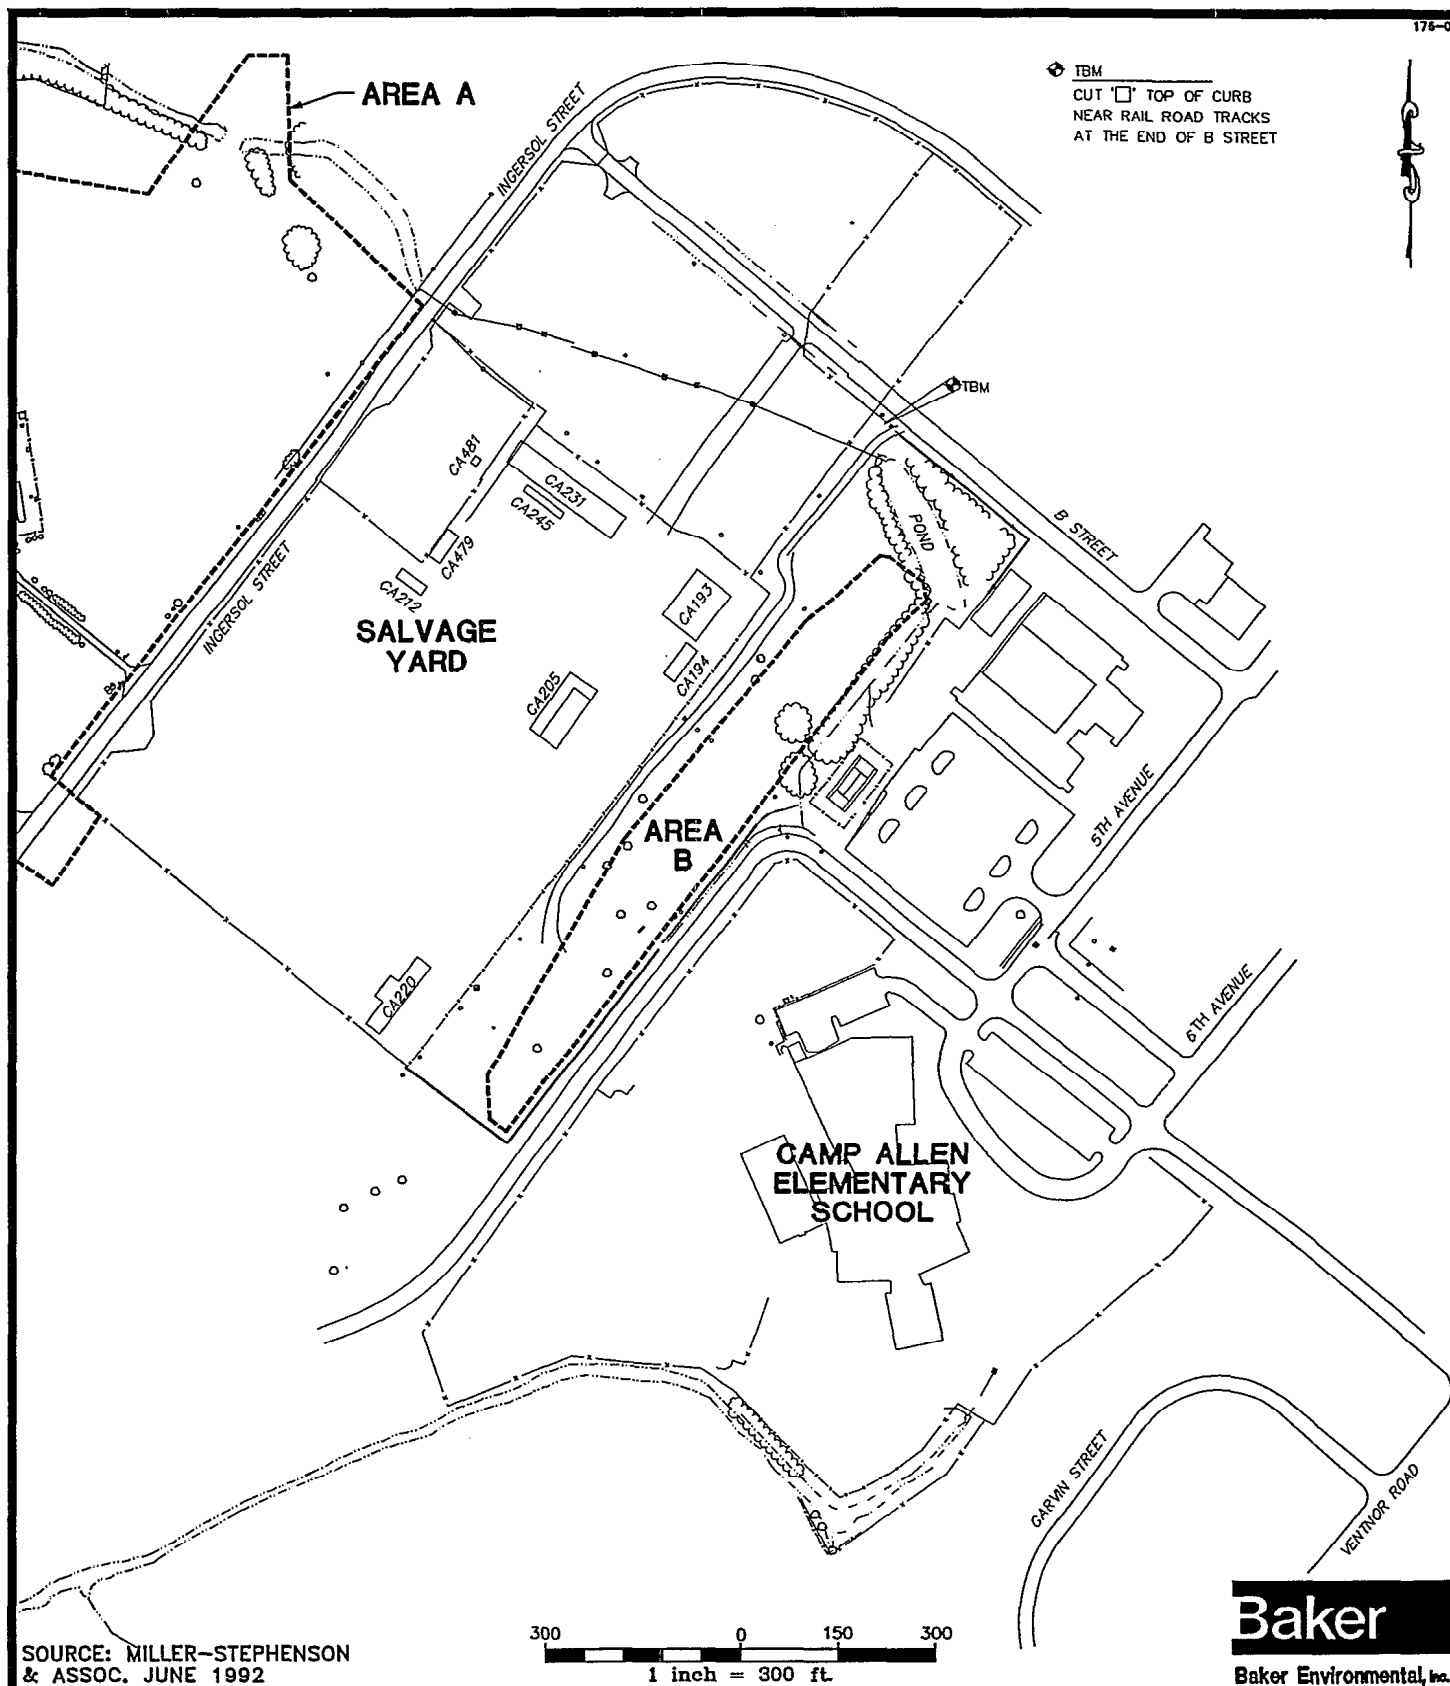 176-0
TBM
CUT "☐" TOP OF CURB
NEAR RAIL ROAD TRACKS
AT THE END OF B STREET
AREA A
INGERSOL STREET
TBM
CA481
CA231
CA245
CA479
CA272
POND
B STREET
INGERSOL STREET
SALVAGE
YARD
CA193
CA194
CA205
AREA
B
5TH AVENUE
CA220
6TH AVENUE
CAMP ALLEN
ELEMENTARY
SCHOOL
GARVIN STREET
VENTNOR ROAD
SOURCE: MILLER-STEPHENSON
& ASSOC. JUNE 1992
300 0 150 300
1 inch = 300 ft.
Baker
Baker Environmental, Inc.